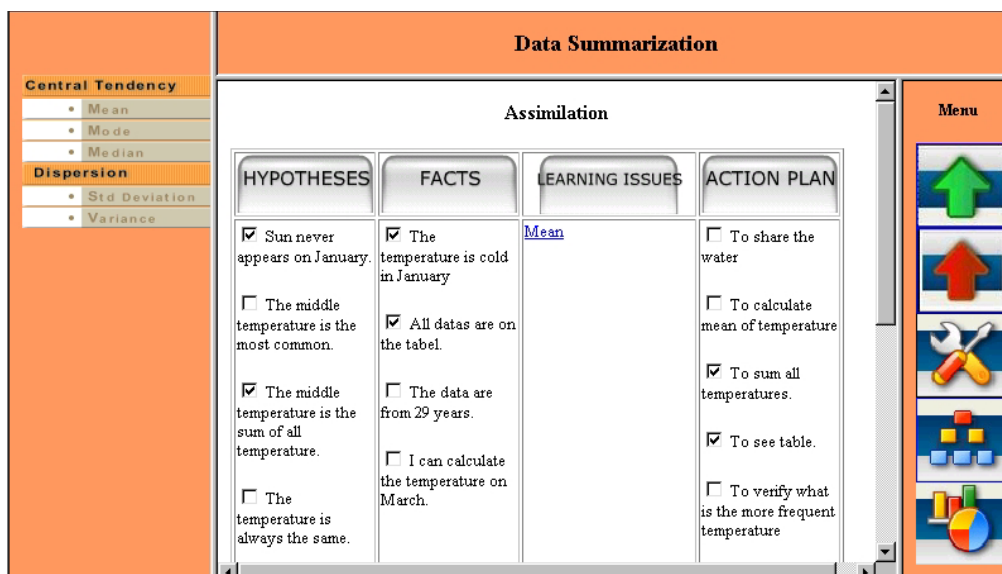 Data Summarization
Central Tendency
Mean
Mode
Median
Dispersion
Std Deviation
Variance
Assimilation
HYPOTHESES
FACTS
LEARNING ISSUES
ACTION PLAN
Sun never
appears on January.
The middle
temperature is the
most common.
The middle
temperature is the
sum of all
temperature.
The
temperature is
always the same.
The
temperature is cold
in January
All datas are on
the tabel.
The data are
from 29 years.
I can calculate
the temperature on
March.
Mean
To share the
water
To calculate
mean of temperature
To sum all
temperatures.
To see table.
To verify what
is the more frequent
temperature
Menu